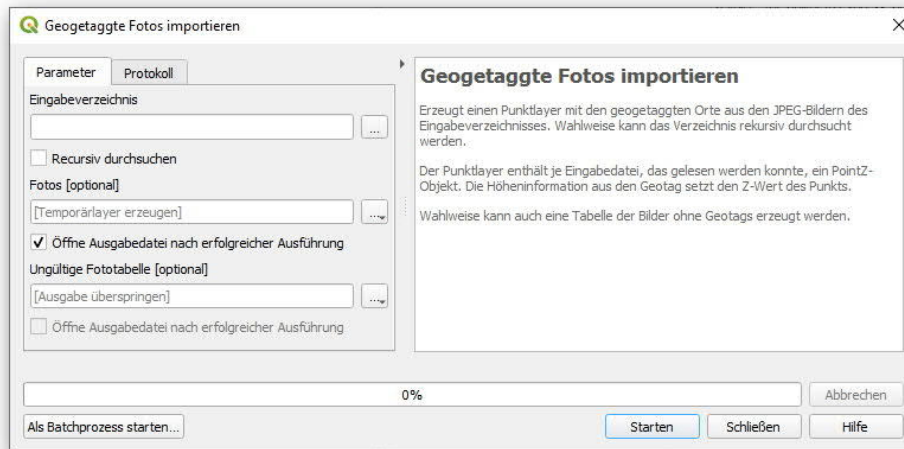 Geogetaggte Fotos importieren
Parameter
Protokoll
Eingabeverzeichnis
...
Recursiv durchsuchen
Fotos [optional]
[Temporärlayer erzeugen]
...
Öffne Ausgabedatei nach erfolgreicher Ausführung
Ungültige Fototabelle [optional]
[Ausgabe überspringen]
...
Öffne Ausgabedatei nach erfolgreicher Ausführung
Geogetaggte Fotos importieren
Erzeugt einen Punktlayer mit den geogetaggten Orte aus den JPEG-Bildern des
Eingabeverzeichnisses. Wahlweise kann das Verzeichnis rekursiv durchsucht
werden.
Der Punktlayer enthält je Eingabedatei, das gelesen werden konnte, ein PointZ-
Objekt. Die Höheninformation aus den Geotag setzt den Z-Wert des Punkts.
Wahlweise kann auch eine Tabelle der Bilder ohne Geotags erzeugt werden.
0%
Abbrechen
Als Batchprozess starten...
Starten
Schließen
Hilfe